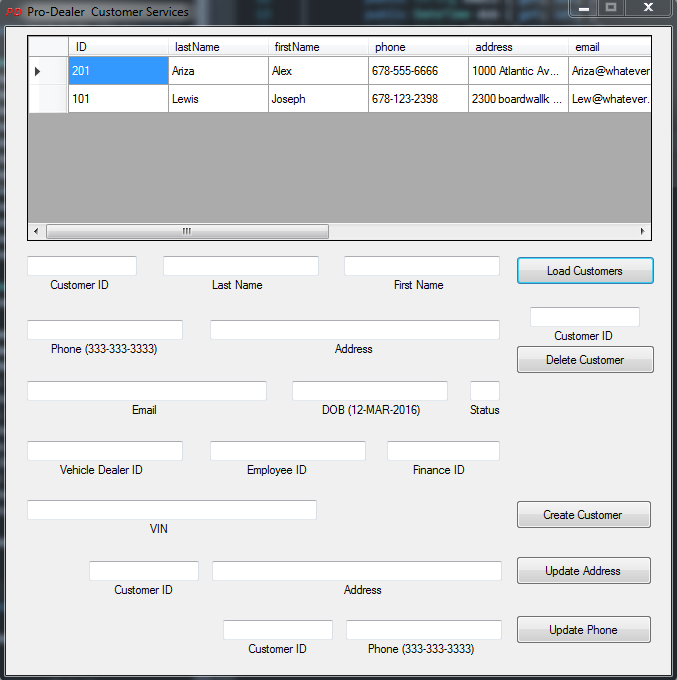 PD Pro-Dealer Customer Services
ID lastName firstName phone address email
201 Ariza Alex 678-555-6666 1000 Atlantic Av... Ariza@whatever
101 Lewis Joseph 678-123-2398 2300 boardwallk ... Lew@whatever.
Load Customers
Customer ID Last Name First Name
Customer ID
Phone (333-333-3333) Address
Delete Customer
Email DOB (12-MAR-2016) Status
Vehicle Dealer ID Employee ID Finance ID
Create Customer
VIN
Update Address
Customer ID Address
Update Phone
Customer ID Phone (333-333-3333)